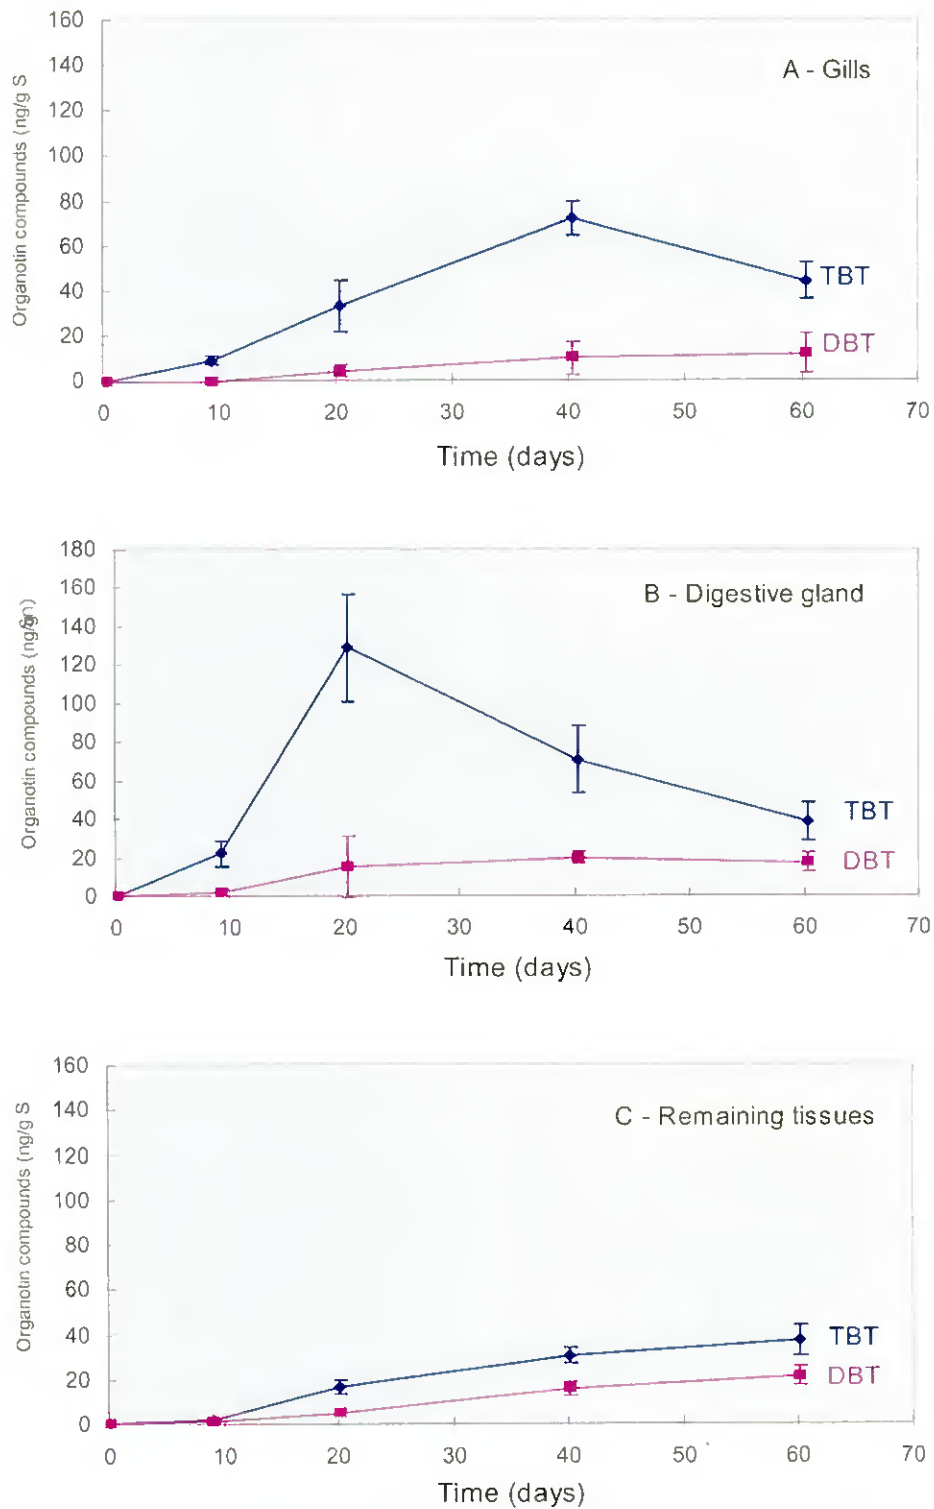 160
A - Gills
140
120
100
80
60
40
20
0
TBT
DBT
Organotin compounds (ng/g S
0 10 20 30 40 50 60 70
Time (days)
180
B - Digestive gland
160
140
120
100
80
60
40
20
0
TBT
DBT
Organotin compounds
0 10 20 30 40 50 60 70
Time (days)
160
C - Remaining tissues
140
120
100
80
60
40
20
0
TBT
DBT
Organotin compounds (ng/g S
0 10 20 30 40 50 60 70
Time (days)